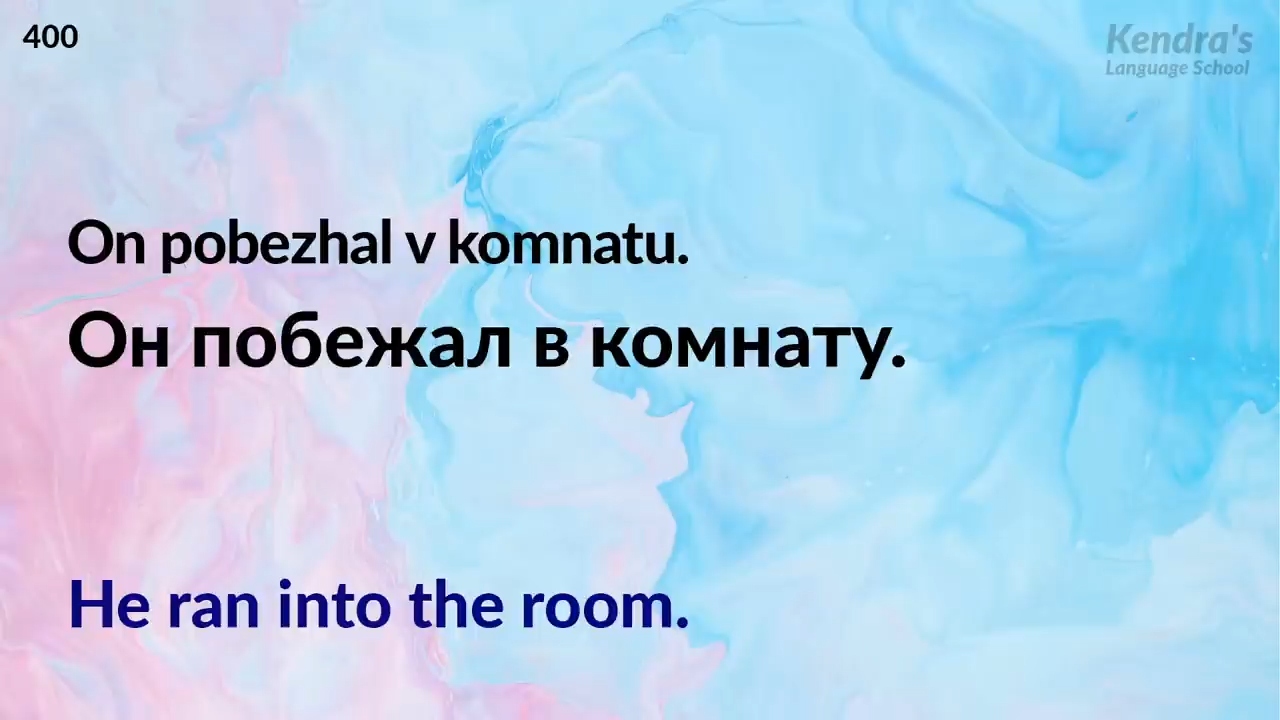 400
Kendra's
Language School
On pobezhal v komnatu.
Он побежал в комнату.
He ran into the room.